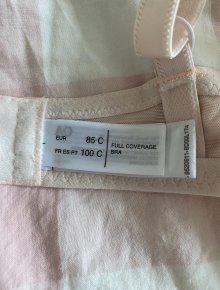 EUR 85 C
FR ES PT 100 C
FULL COVERAGE
BRA